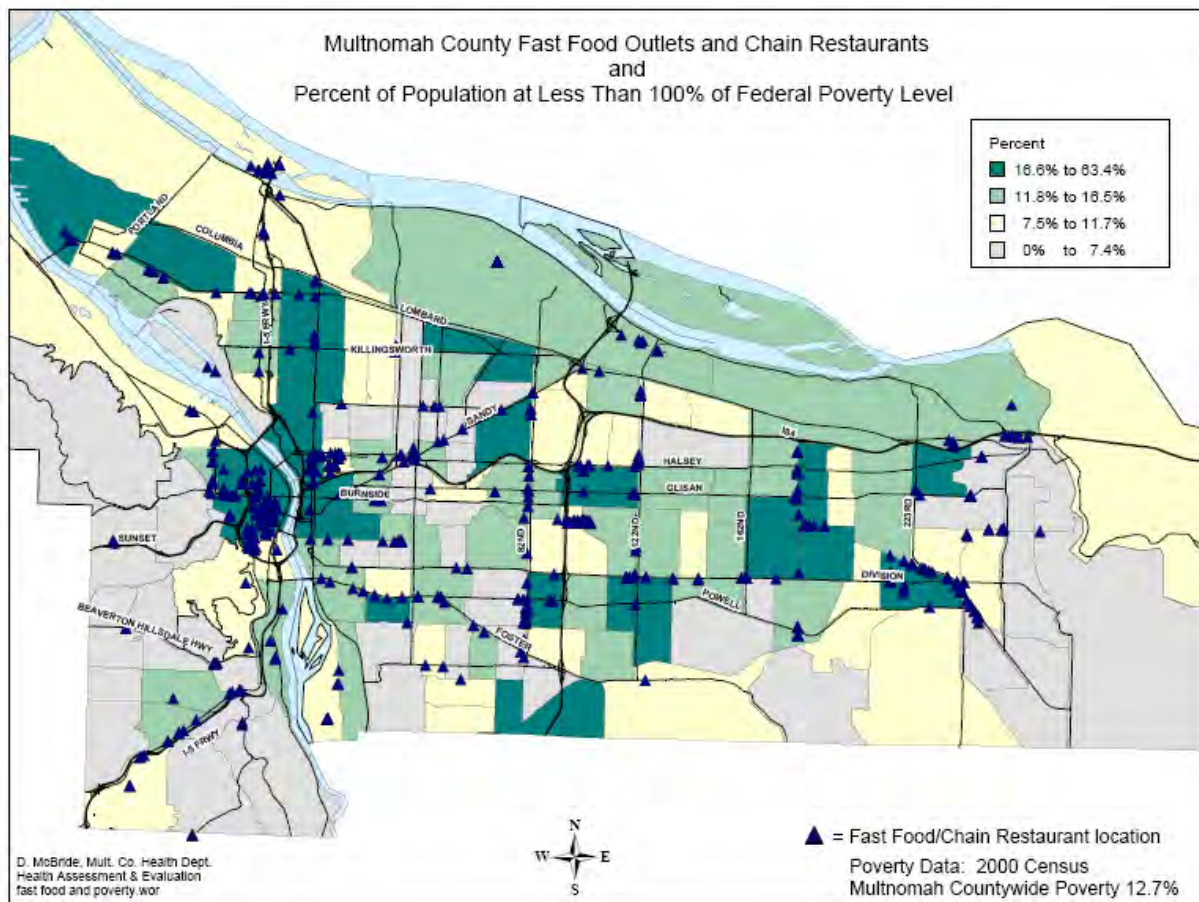 Multnomah County Fast Food Outlets and Chain Restaurants
and
Percent of Population at Less Than 100% of Federal Poverty Level
Percent
16.6% to 63.4%
11.8% to 16.5%
7.5% to 11.7%
0% to 7.4%
PORTLAND
COLUMBIA
I-5 FRWY
LOMBARD
KILLINGSWORTH
SANDY
I84
HALSEY
GLISAN
BURNSIDE
82ND
122ND
162ND
223RD
SUNSET
DIVISION
POWELL
FOSTER
BEAVERTON HILLSDALE HWY
I-5 FRWY
N
W E
S
= Fast Food/Chain Restaurant location
Poverty Data: 2000 Census
Multnomah Countywide Poverty 12.7%
D. McBride, Mult. Co. Health Dept.
Health Assessment & Evaluation
fast food and poverty.wor